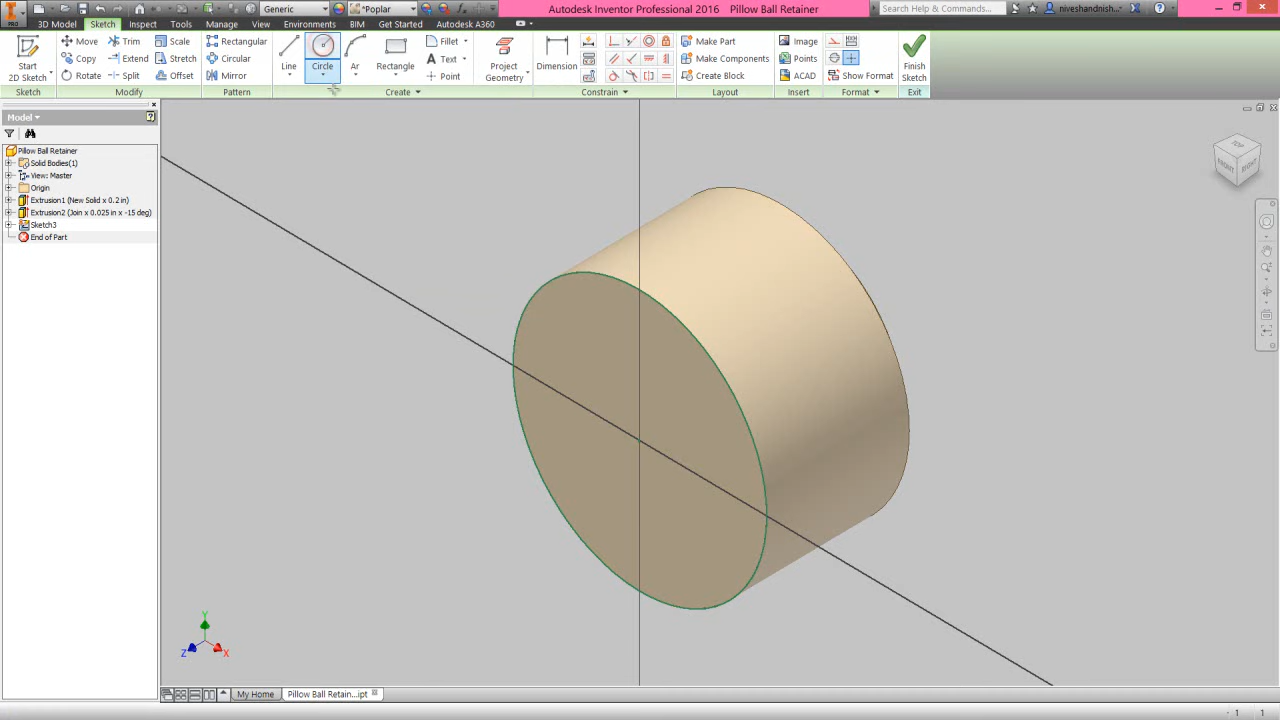 PRO
Generic
*Poplar
Autodesk Inventor Professional 2016   Pillow Ball Retainer
Search Help & Commands...
niveshandnish...
3D Model
Sketch
Inspect
Tools
Manage
View
Environments
BIM
Get Started
Autodesk A360
Start
2D Sketch
Move
Trim
Scale
Copy
Extend
Stretch
Rotate
Split
Offset
Rectangular
Circular
Mirror
Line
Circle
Ar
Rectangle
Fillet
Text
Point
Project
Geometry
Dimension
Make Part
Make Components
Create Block
Image
Points
ACAD
Show Format
Finish
Sketch
Sketch
Modify
Pattern
Create
Constrain
Layout
Insert
Format
Exit
Model
Pillow Ball Retainer
Solid Bodies(1)
View: Master
Origin
Extrusion1 (New Solid x 0.2 in)
Extrusion2 (Join x 0.025 in x -15 deg)
Sketch3
End of Part
TOP
FRONT
RIGHT
Y
Z
X
My Home
Pillow Ball Retain...ipt
1
1